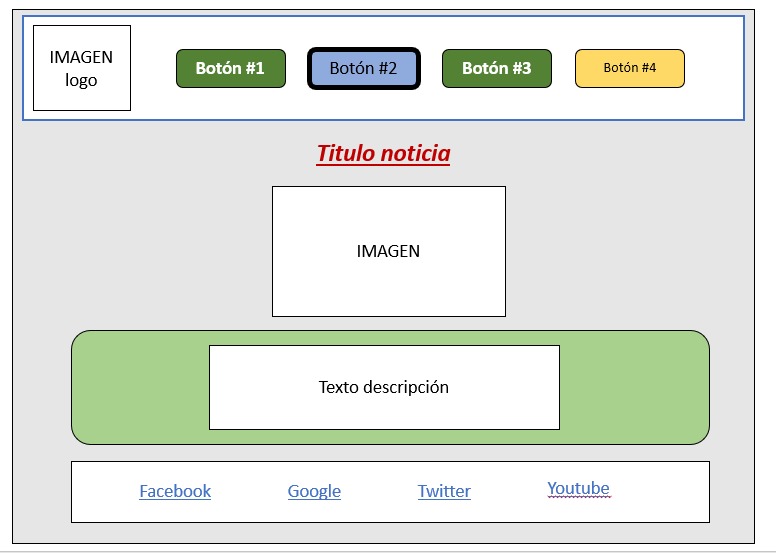 IMAGEN
logo
Botón #1
Botón #2
Botón #3
Botón #4
Titulo noticia
IMAGEN
Texto descripción
Facebook
Google
Twitter
Youtube